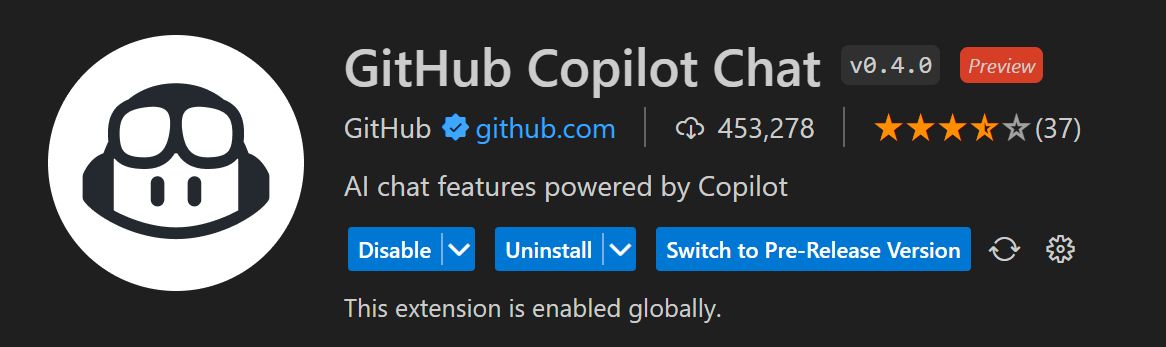 GitHub Copilot Chat v0.4.0 Preview
GitHub github.com 453,278 (37)
AI chat features powered by Copilot
Disable Uninstall Switch to Pre-Release Version
This extension is enabled globally.